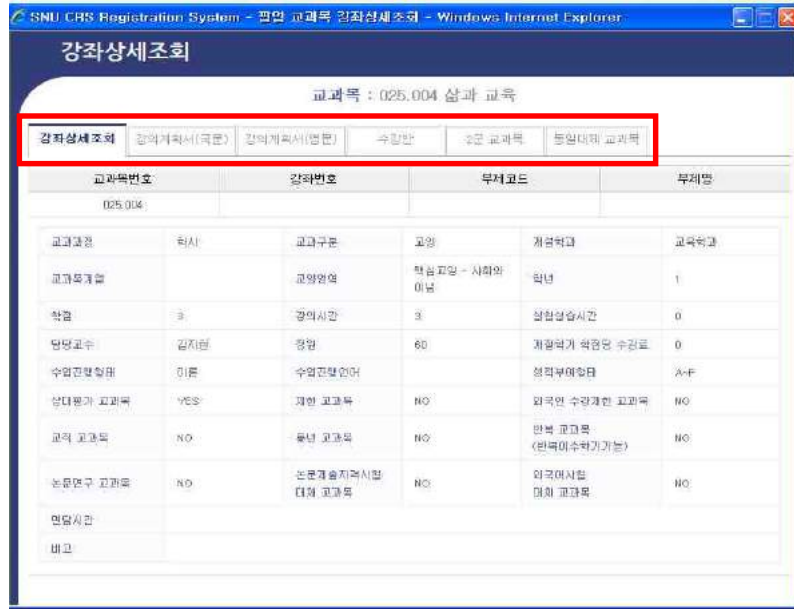 SNU CRS Registration System - 팝업 교과목 강좌상세조회 - Windows Internet Explorer
강좌상세조회
교과목 : 025.004 삶과 교육
강좌상세조회 강의계획서(국문) 강의계획서(영문) 수강반 2군 교과목 동일대체 교과목
교과목번호 강좌번호 부제코드 부제명
025.004
교과과정 학사 교과구분 교양 개설학과 교육학과
교과목계열 교양영역 핵심교양 - 사회와 이념 학년 1
학점 3 강의시간 3 실험실습시간 0
담당교수 김지현 정원 60 계절학기 학점당 수강료 0
수업진행형태 이론 수업진행언어 성적부여형태 A~F
상대평가 교과목 YES 제한 교과목 NO 외국인 수강제한 교과목 NO
교직 교과목 NO 동년 교과목 NO 반복 교과목 (반복이수학기가능) NO
논문연구 교과목 NO 논문제출자격시험 대체 교과목 NO 외국어시험 대체 교과목 NO
면담시간
비고